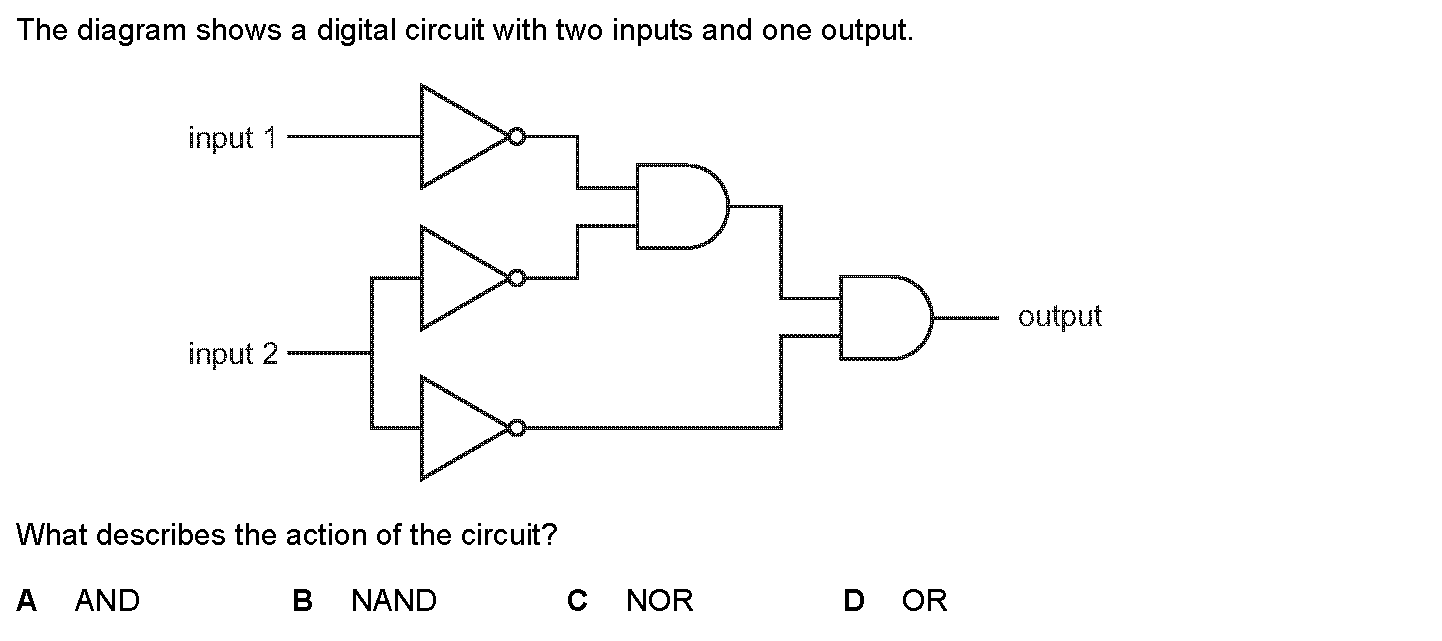 The diagram shows a digital circuit with two inputs and one output.
input 1
input 2
output
What describes the action of the circuit?
A AND B NAND C NOR D OR